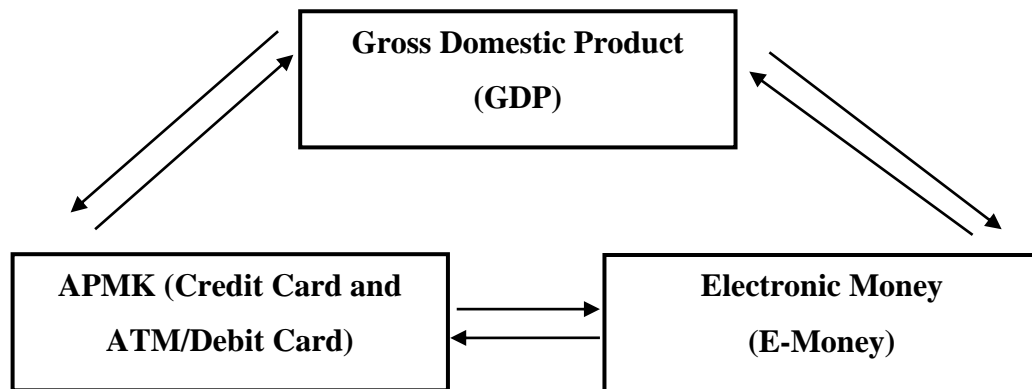 Gross Domestic Product
(GDP)
APMK (Credit Card and
ATM/Debit Card)
Electronic Money
(E-Money)